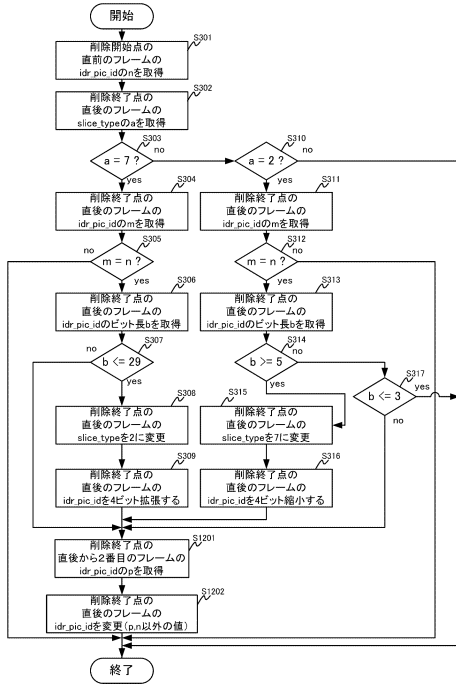 開始
S301
削除開始点の
直前のフレームの
idr_pic_idのnを取得
S302
削除終了点の
直後のフレームの
slice_typeのaを取得
S303
a = 7 ?
no
yes
S310
a = 2 ?
no
yes
S304
削除終了点の
直後のフレームの
idr_pic_idのmを取得
S311
削除終了点の
直後のフレームの
idr_pic_idのmを取得
S305
no
m = n ?
yes
S312
m = n ?
no
yes
S306
削除終了点の
直後のフレームの
idr_pic_idのビット長bを取得
S313
削除終了点の
直後のフレームの
idr_pic_idのビット長bを取得
S307
no
b <= 29
yes
S314
b >= 5
no
yes
S317
b <= 3
yes
no
S308
削除終了点の
直後のフレームの
slice_typeを2に変更
S315
削除終了点の
直後のフレームの
slice_typeを7に変更
S309
削除終了点の
直後のフレームの
idr_pic_idを4ビット拡張する
S316
削除終了点の
直後のフレームの
idr_pic_idを4ビット縮小する
S1201
削除終了点の
直後から2番目のフレームの
idr_pic_idのpを取得
S1202
削除終了点の
直後のフレームの
idr_pic_idを変更(p,n以外の値)
終了